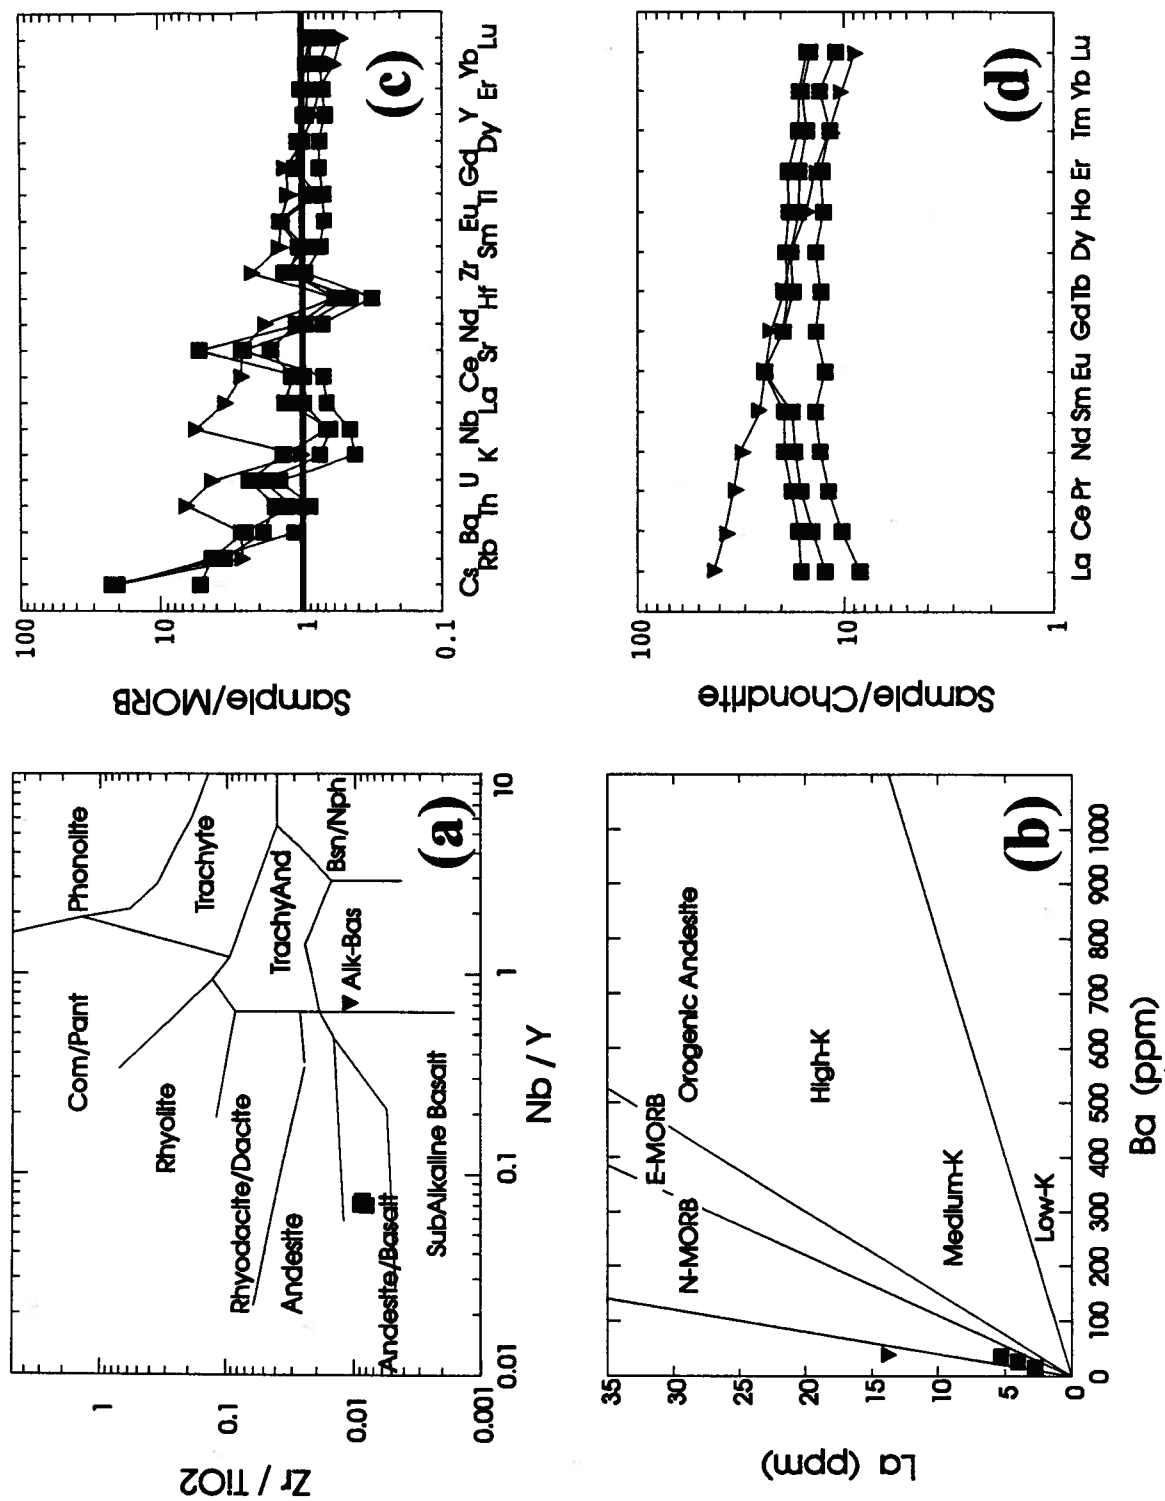 Zr / TiO2
1
0.1
0.01
0.001
Com/Pant
Phonolite
Rhyolite
Trachyte
Rhyodacite/Dacite
Andesite
TrachyAnd
Bsn/Nph
Alk-Bas
Andesite/Basalt
SubAlkaline Basalt
(a)
0.01
0.1
1
10
Nb / Y
La (ppm)
35
30
25
20
15
10
5
0
N-MORB
E-MORB
Orogenic Andesite
High-K
Medium-K
Low-K
(b)
0 100 200 300 400 500 600 700 800 900 1000
Ba (ppm)
Sample/MORB
100
10
1
0.1
(c)
Cs Rb Ba Th U K Nb La Ce Sr Nd Hf Zr Sm Eu Ti Gd Dy Y Er Yb Lu
Sample/Chondrite
100
10
1
(d)
La Ce Pr Nd Sm Eu Gd Tb Dy Ho Er Tm Yb Lu